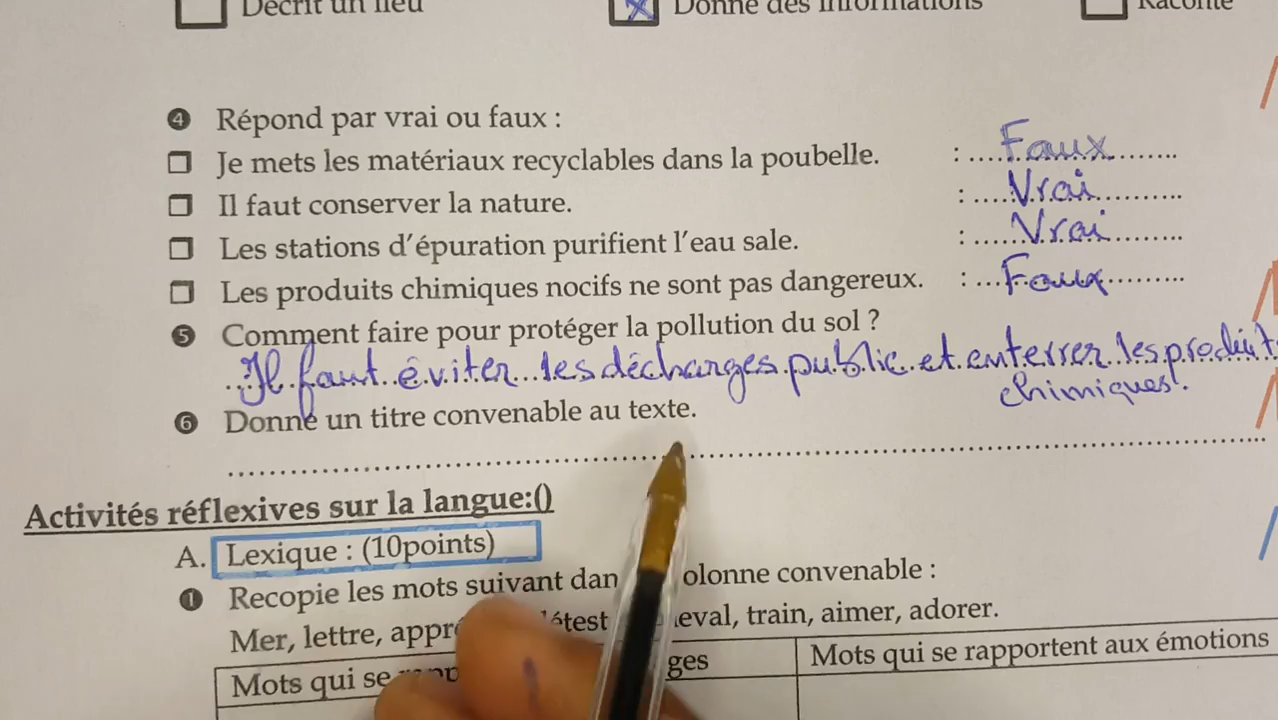 Décrit un lieu Donne des informations Raconte
❹ Répond par vrai ou faux :
Je mets les matériaux recyclables dans la poubelle. :....Faux........
Il faut conserver la nature. :....Vrai..........
Les stations d'épuration purifient l'eau sale. :......Vrai........
Les produits chimiques nocifs ne sont pas dangereux. :...Faux.........
❺ Comment faire pour protéger la pollution du sol ?
Il faut éviter les décharges public et enterrer les produit
chimiques.
❻ Donne un titre convenable au texte.
Activités réflexives sur la langue:()
A. Lexique : (10points)
❶ Recopie les mots suivant dan olonne convenable :
Mer, lettre, appr étest eval, train, aimer, adorer.
Mots qui se ges Mots qui se rapportent aux émotions